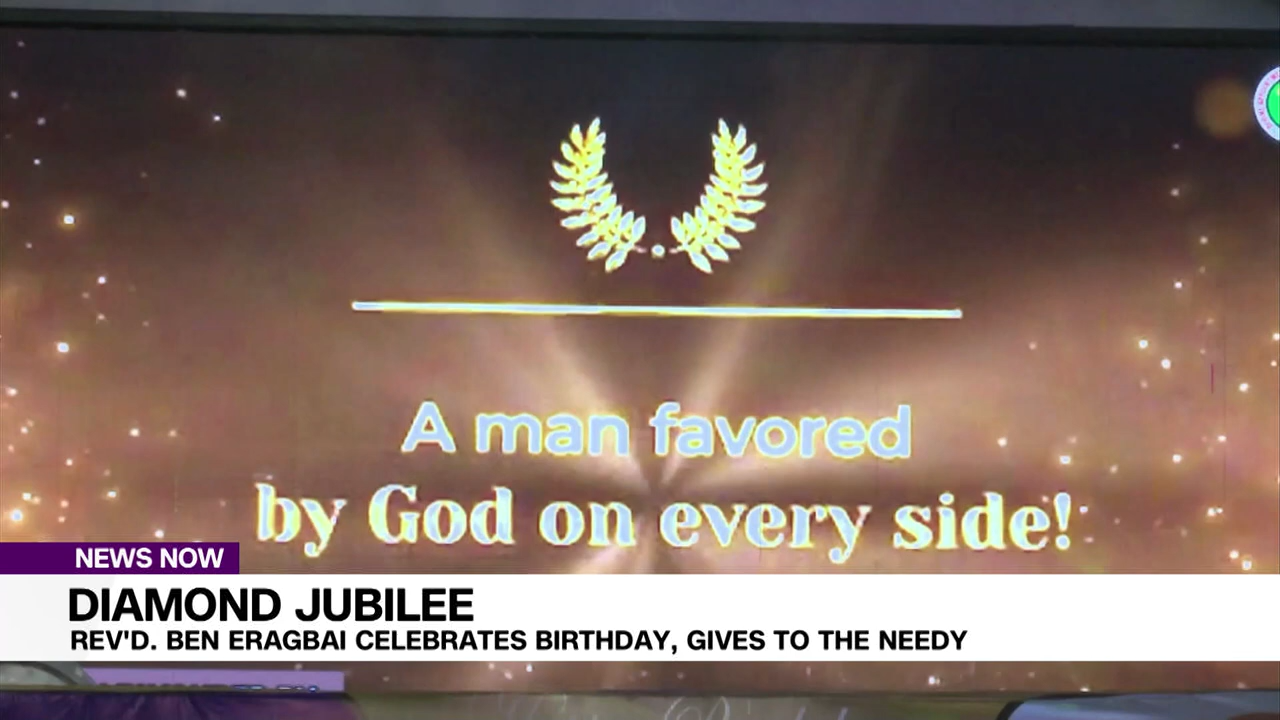 A man favored
by God on every side!
NEWS NOW
DIAMOND JUBILEE
REV'D. BEN ERAGBAI CELEBRATES BIRTHDAY, GIVES TO THE NEEDY